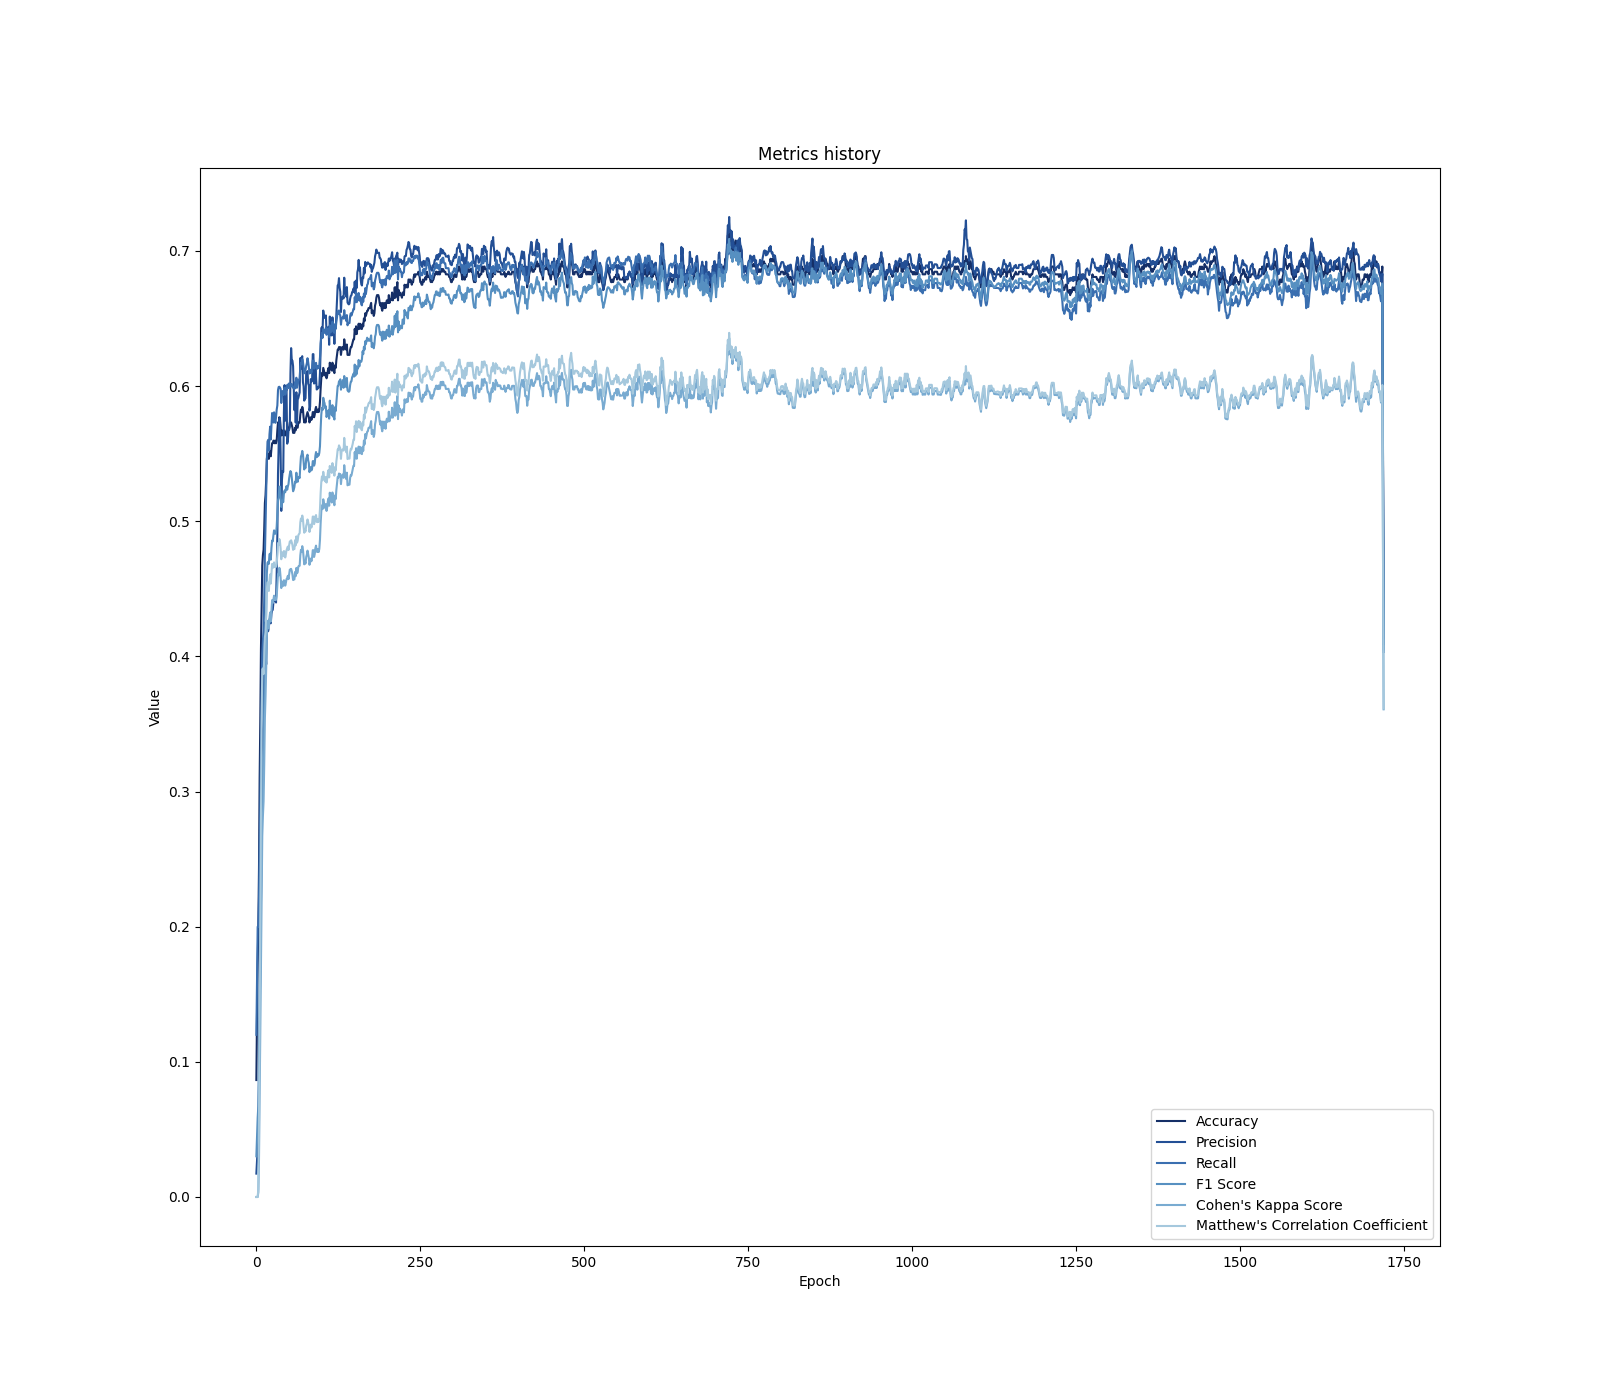 Metrics history
0.7
0.6
0.5
0.4
0.3
0.2
0.1
0.0
Value
0 250 500 750 1000 1250 1500 1750
Epoch
Accuracy
Precision
Recall
F1 Score
Cohen's Kappa Score
Matthew's Correlation Coefficient